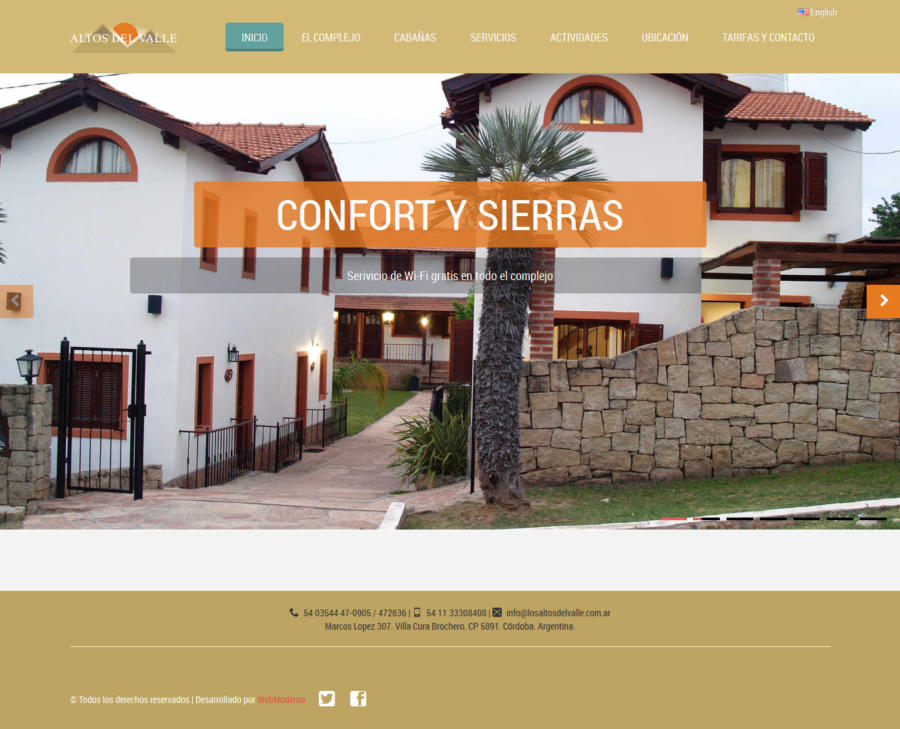 English
ALTOS DEL VALLE
INICIO
EL COMPLEJO
CABAÑAS
SERVICIOS
ACTIVIDADES
UBICACIÓN
TARIFAS Y CONTACTO
CONFORT Y SIERRAS
Serivicio de Wi-Fi gratis en todo el complejo
54 03544 47-0905 / 472636 | 54 11 33308408 | info@losaltosdelvalle.com.ar
Marcos Lopez 307. Villa Cura Brochero. CP 5891. Córdoba. Argentina.
© Todos los derechos reservados | Desarrollado por WebModerna